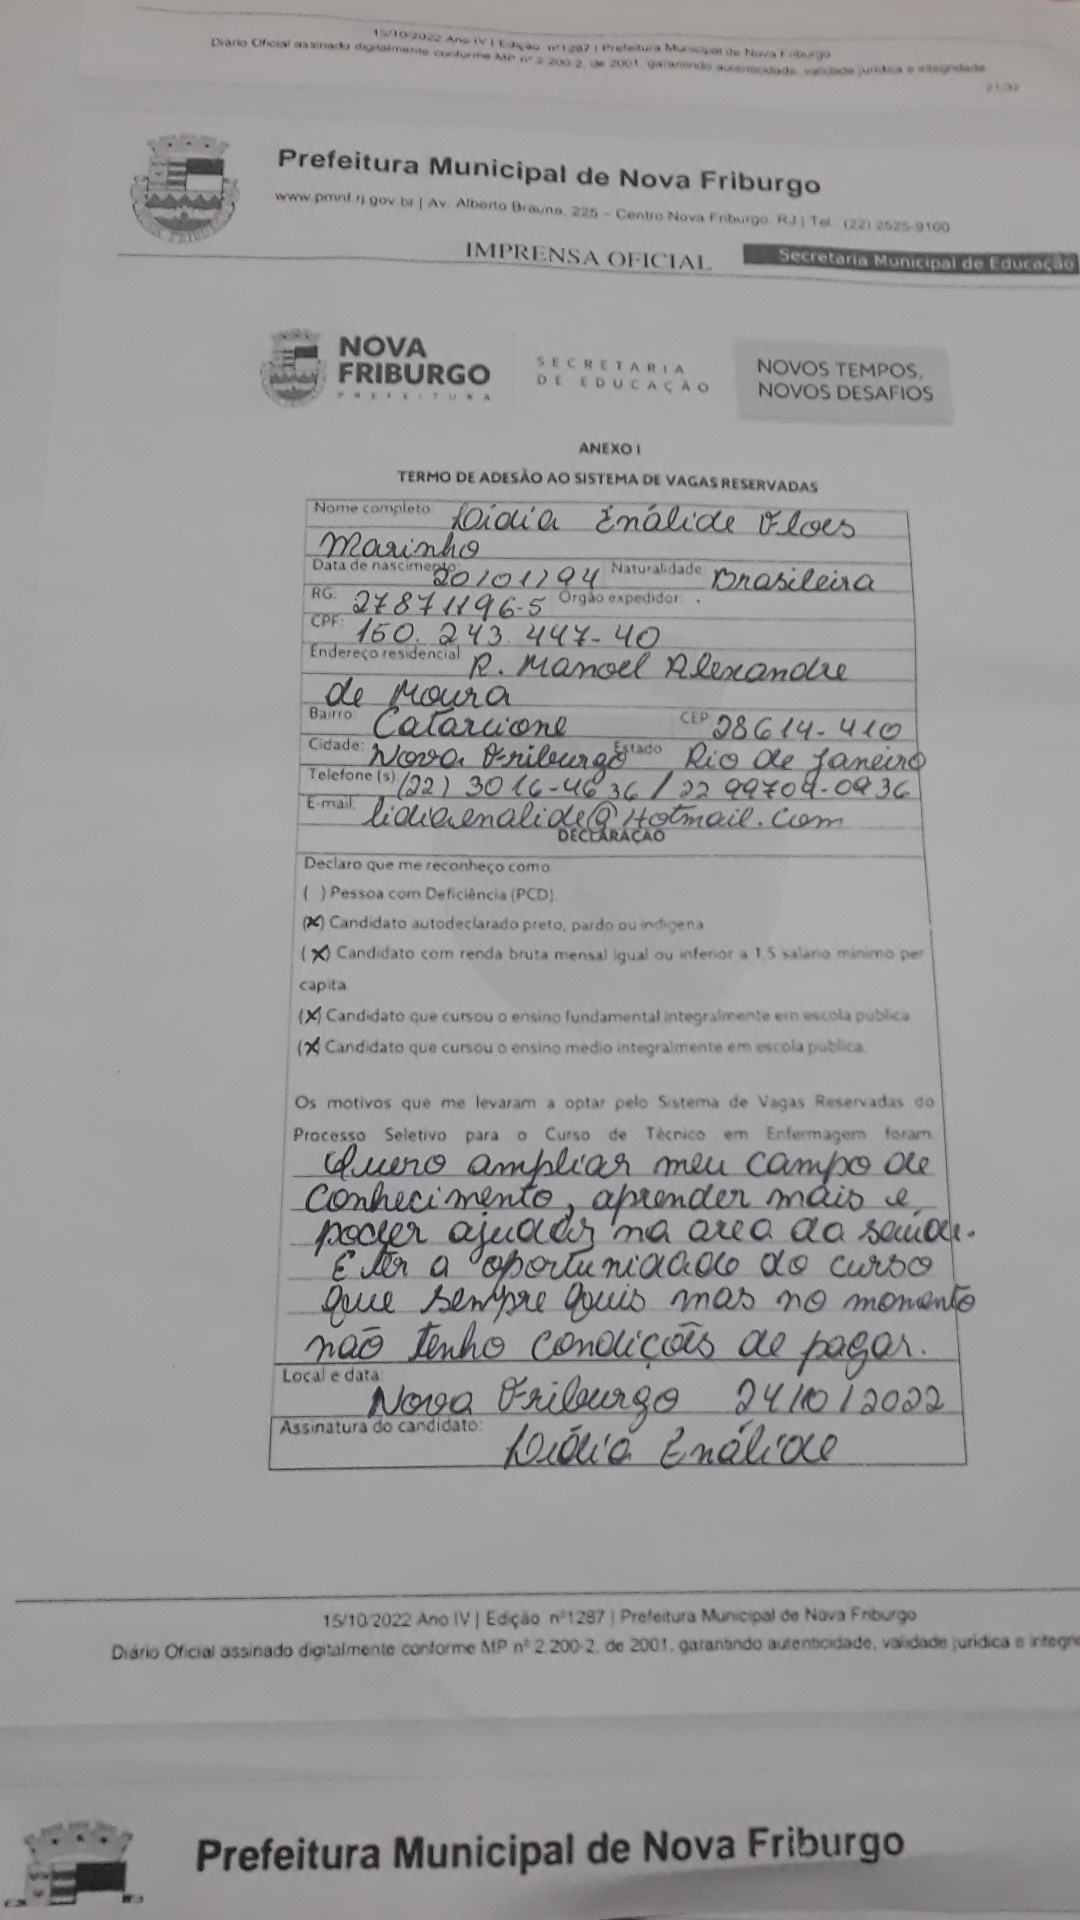 15/10/2022 Ano IV | Edição nº1287 | Prefeitura Municipal de Nova Friburgo
Diário Oficial assinado digitalmente conforme MP nº 2.200-2, de 2001, garantindo autenticidade, validade jurídica e integridade
21/32
Prefeitura Municipal de Nova Friburgo
www.pmnf.rj.gov.br | Av. Alberto Braune, 225 – Centro Nova Friburgo, RJ | Tel. (22) 2525-9100
IMPRENSA OFICIAL Secretaria Municipal de Educação
NOVA
FRIBURGO
PREFEITURA
SECRETARIA
DE EDUCAÇÃO
NOVOS TEMPOS,
NOVOS DESAFIOS
ANEXO I
TERMO DE ADESÃO AO SISTEMA DE VAGAS RESERVADAS
Nome completo: Lídia Enálide Floes
Marinho
Data de nascimento: 20/01/94 Naturalidade: Brasileira
RG: 27871196-5 Órgão expedidor:
CPF: 150.243.447-40
Endereço residencial R. Manoel Alexandre
de Moura
Bairro: Catarcione CEP 28614-410
Cidade: Nova Friburgo Estado Rio de Janeiro
Telefone (s): (22) 3016-4636 / 22 99704-0936
E-mail: lidiaenalide@Hotmail.com
DECLARAÇÃO
Declaro que me reconheço como
( ) Pessoa com Deficiência (PCD).
(X) Candidato autodeclarado preto, pardo ou indígena
(X) Candidato com renda bruta mensal igual ou inferior a 1,5 salário mínimo per
capita
(X) Candidato que cursou o ensino fundamental integralmente em escola pública
(X) Candidato que cursou o ensino médio integralmente em escola pública.
Os motivos que me levaram a optar pelo Sistema de Vagas Reservadas do
Processo Seletivo para o Curso de Técnico em Enfermagem foram:
Quero ampliar meu campo de
conhecimento, aprender mais e
poder ajudar na area da saúde.
E ter a oportunidade do curso
que sempre quis mas no momento
não tenho condições de pagar.
Local e data:
Nova Friburgo 24/10/2022
Assinatura do candidato: Lídia Enálide
15/10/2022 Ano IV | Edição nº1287 | Prefeitura Municipal de Nova Friburgo
Diário Oficial assinado digitalmente conforme MP nº 2.200-2, de 2001, garantindo autenticidade, validade jurídica e integri
Prefeitura Municipal de Nova Friburgo